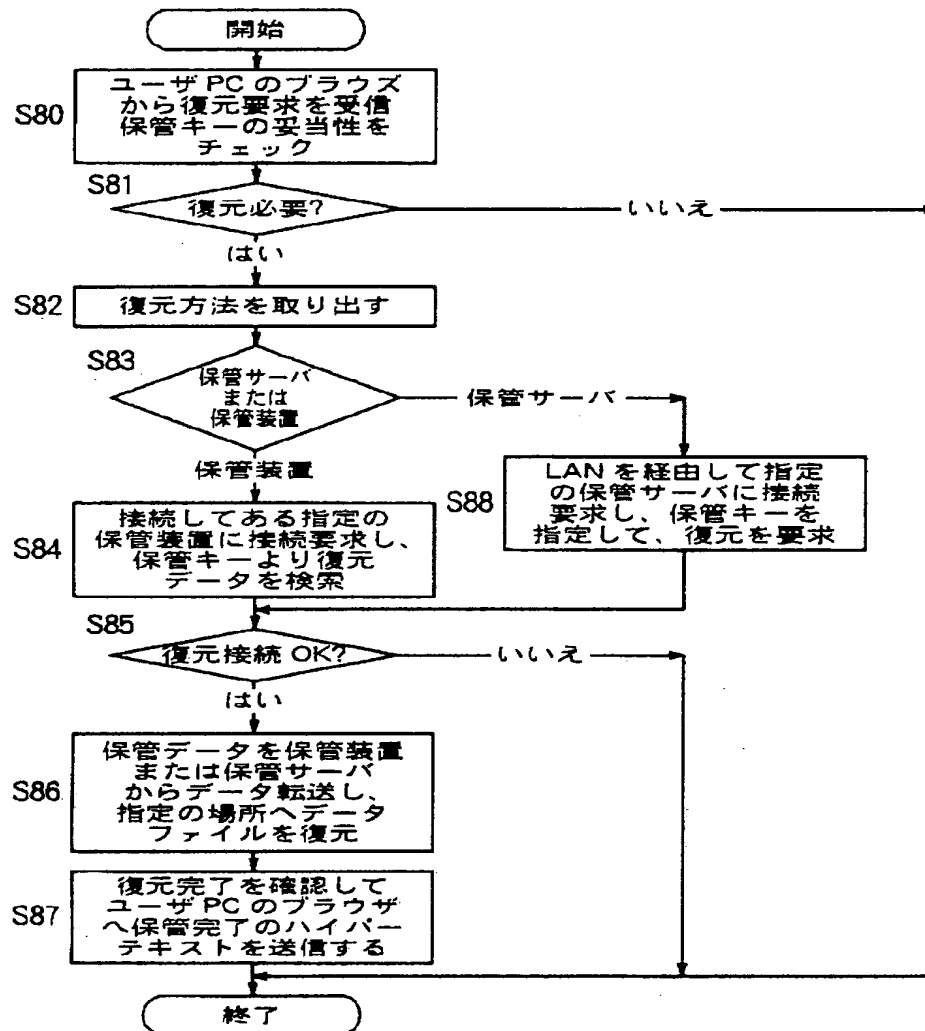 開始
S80
ユーザPCのブラウズ
から復元要求を受信
保管キーの妥当性を
チェック
S81
復元必要?
いいえ
はい
S82
復元方法を取り出す
S83
保管サーバ
または
保管装置
保管サーバ
保管装置
S84
接続してある指定の
保管装置に接続要求し、
保管キーより復元
データを検索
S88
LANを経由して指定
の保管サーバに接続
要求し、保管キーを
指定して、復元を要求
S85
復元接続OK?
いいえ
はい
S86
保管データを保管装置
または保管サーバ
からデータ転送し、
指定の場所へデータ
ファイルを復元
S87
復元完了を確認して
ユーザPCのブラウザ
へ保管完了のハイパー
テキストを送信する
終了